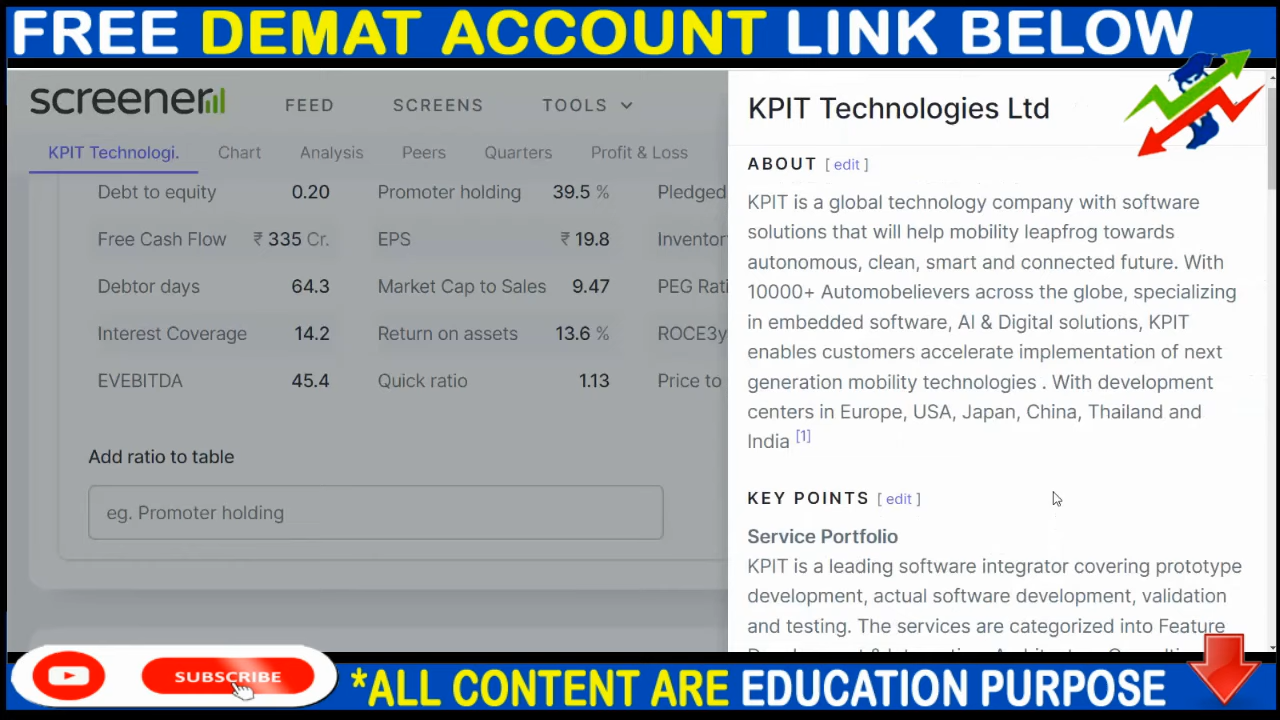 FREE DEMAT ACCOUNT LINK BELOW
screener
FEED
SCREENS
TOOLS
KPIT Technologi.
Chart
Analysis
Peers
Quarters
Profit & Loss
Debt to equity 0.20
Promoter holding 39.5 %
Pledged
Free Cash Flow ₹ 335 Cr.
EPS ₹ 19.8
Inventor
Debtor days 64.3
Market Cap to Sales 9.47
PEG Rati
Interest Coverage 14.2
Return on assets 13.6 %
ROCE3y
EVEBITDA 45.4
Quick ratio 1.13
Price to
Add ratio to table
eg. Promoter holding
KPIT Technologies Ltd
ABOUT [ edit ]
KPIT is a global technology company with software
solutions that will help mobility leapfrog towards
autonomous, clean, smart and connected future. With
10000+ Automobelievers across the globe, specializing
in embedded software, AI & Digital solutions, KPIT
enables customers accelerate implementation of next
generation mobility technologies . With development
centers in Europe, USA, Japan, China, Thailand and
India [1]
KEY POINTS [ edit ]
Service Portfolio
KPIT is a leading software integrator covering prototype
development, actual software development, validation
and testing. The services are categorized into Feature
SUBSCRIBE
*ALL CONTENT ARE EDUCATION PURPOSE